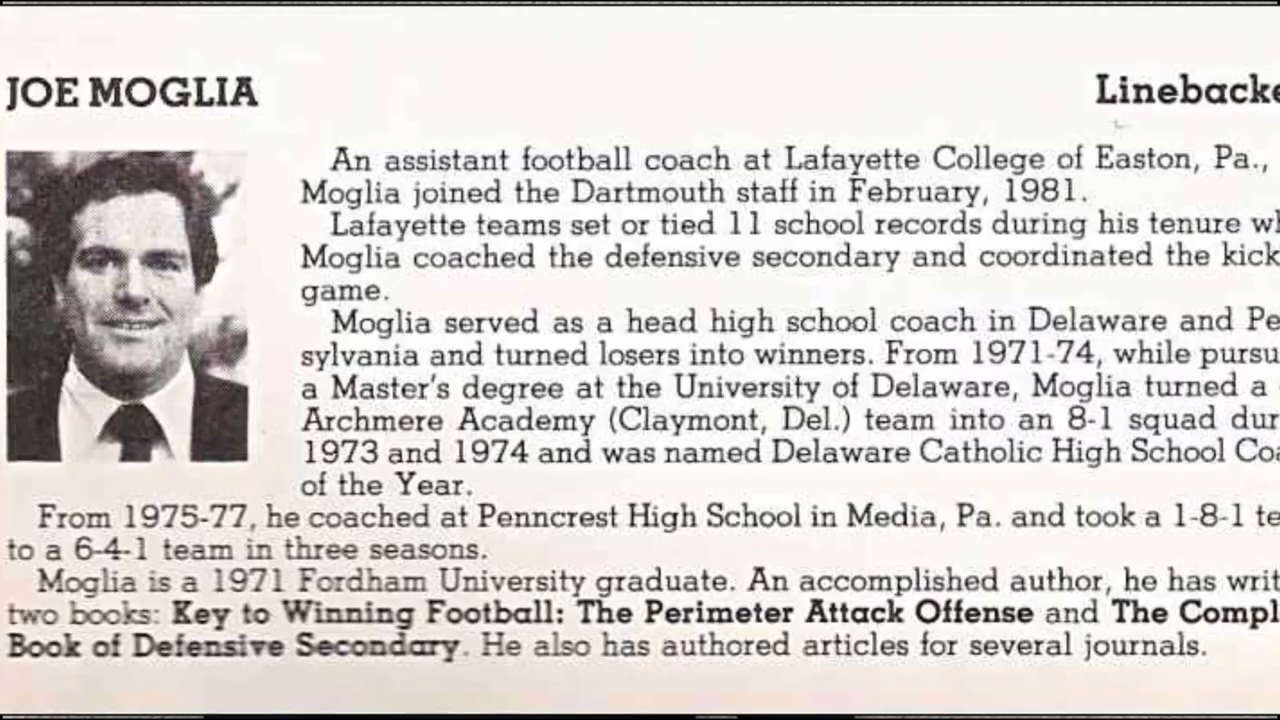 JOE MOGLIA Linebacke
An assistant football coach at Lafayette College of Easton, Pa.,
Moglia joined the Dartmouth staff in February, 1981.
Lafayette teams set or tied 11 school records during his tenure wh
Moglia coached the defensive secondary and coordinated the kick
game.
Moglia served as a head high school coach in Delaware and Pe
sylvania and turned losers into winners. From 1971-74, while pursu
a Master's degree at the University of Delaware, Moglia turned a
Archmere Academy (Claymont, Del.) team into an 8-1 squad dur
1973 and 1974 and was named Delaware Catholic High School Coa
of the Year.
From 1975-77, he coached at Penncrest High School in Media, Pa. and took a 1-8-1 te
to a 6-4-1 team in three seasons.
Moglia is a 1971 Fordham University graduate. An accomplished author, he has writ
two books: Key to Winning Football: The Perimeter Attack Offense and The Compl
Book of Defensive Secondary. He also has authored articles for several journals.